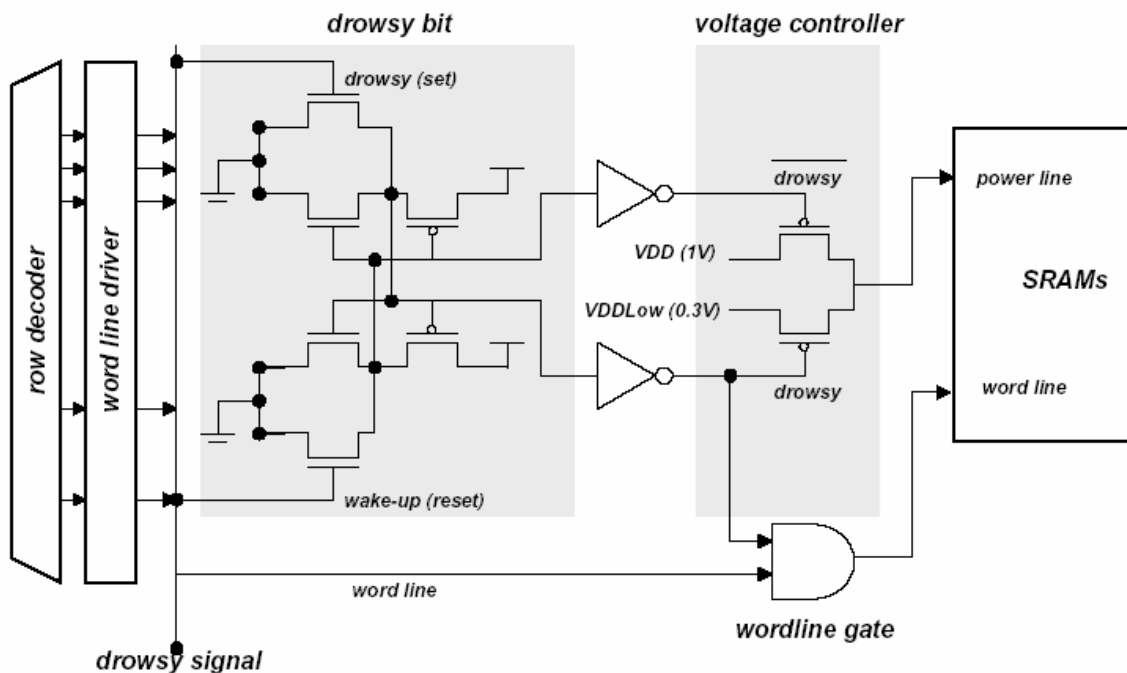 drowsy bit
voltage controller
drowsy (set)
row decoder
word line driver
drowsy
power line
VDD (1V)
SRAMs
VDDLow (0.3V)
drowsy
word line
wake-up (reset)
word line
wordline gate
drowsy signal